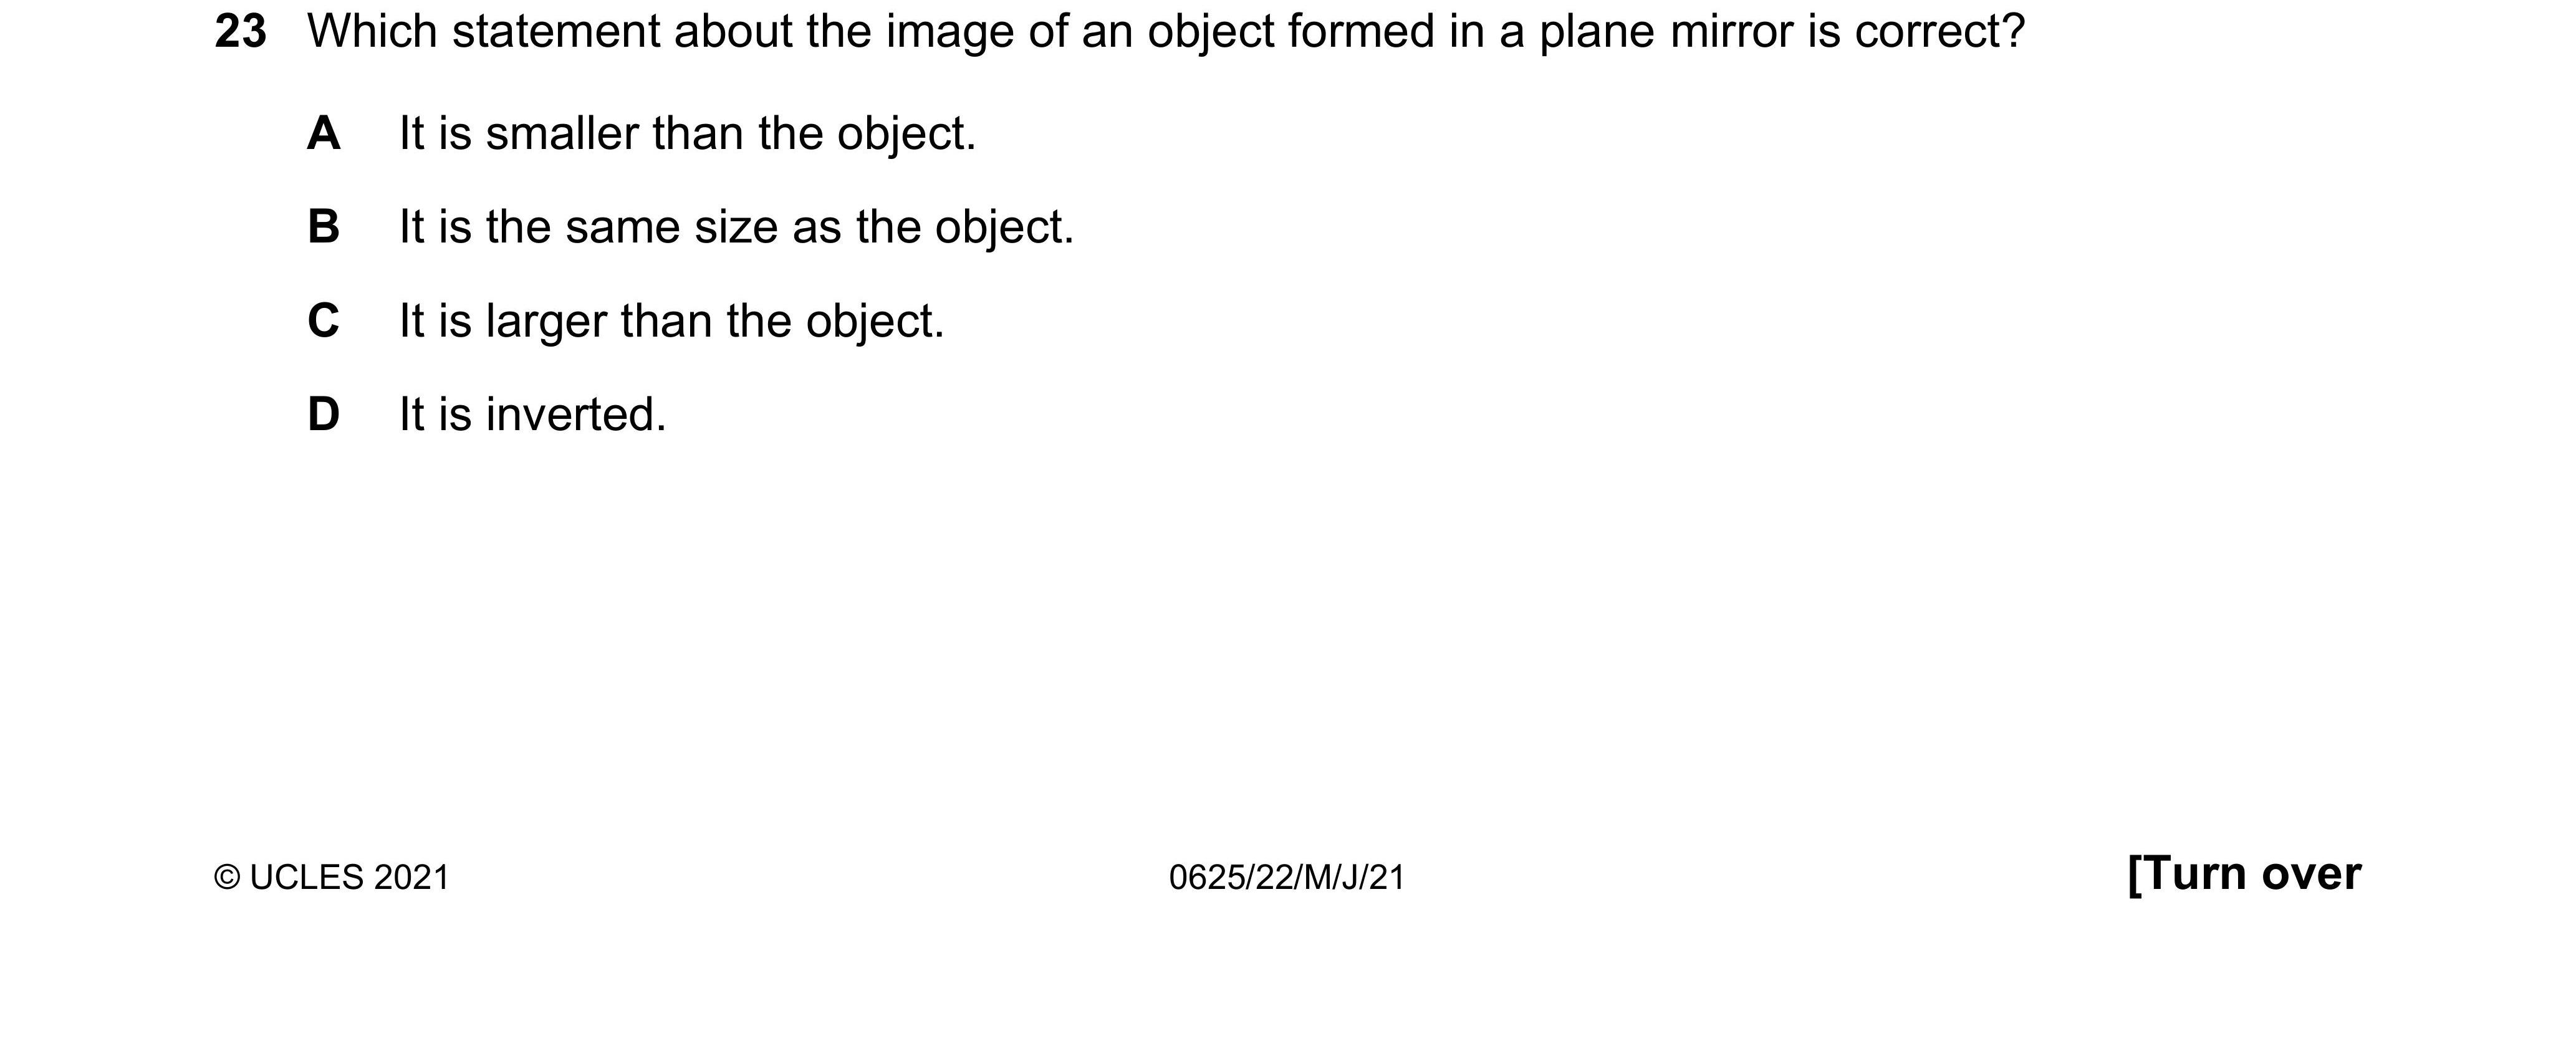 23 Which statement about the image of an object formed in a plane mirror is correct?
A It is smaller than the object.
B It is the same size as the object.
C It is larger than the object.
D It is inverted.
© UCLES 2021 0625/22/M/J/21 [Turn over